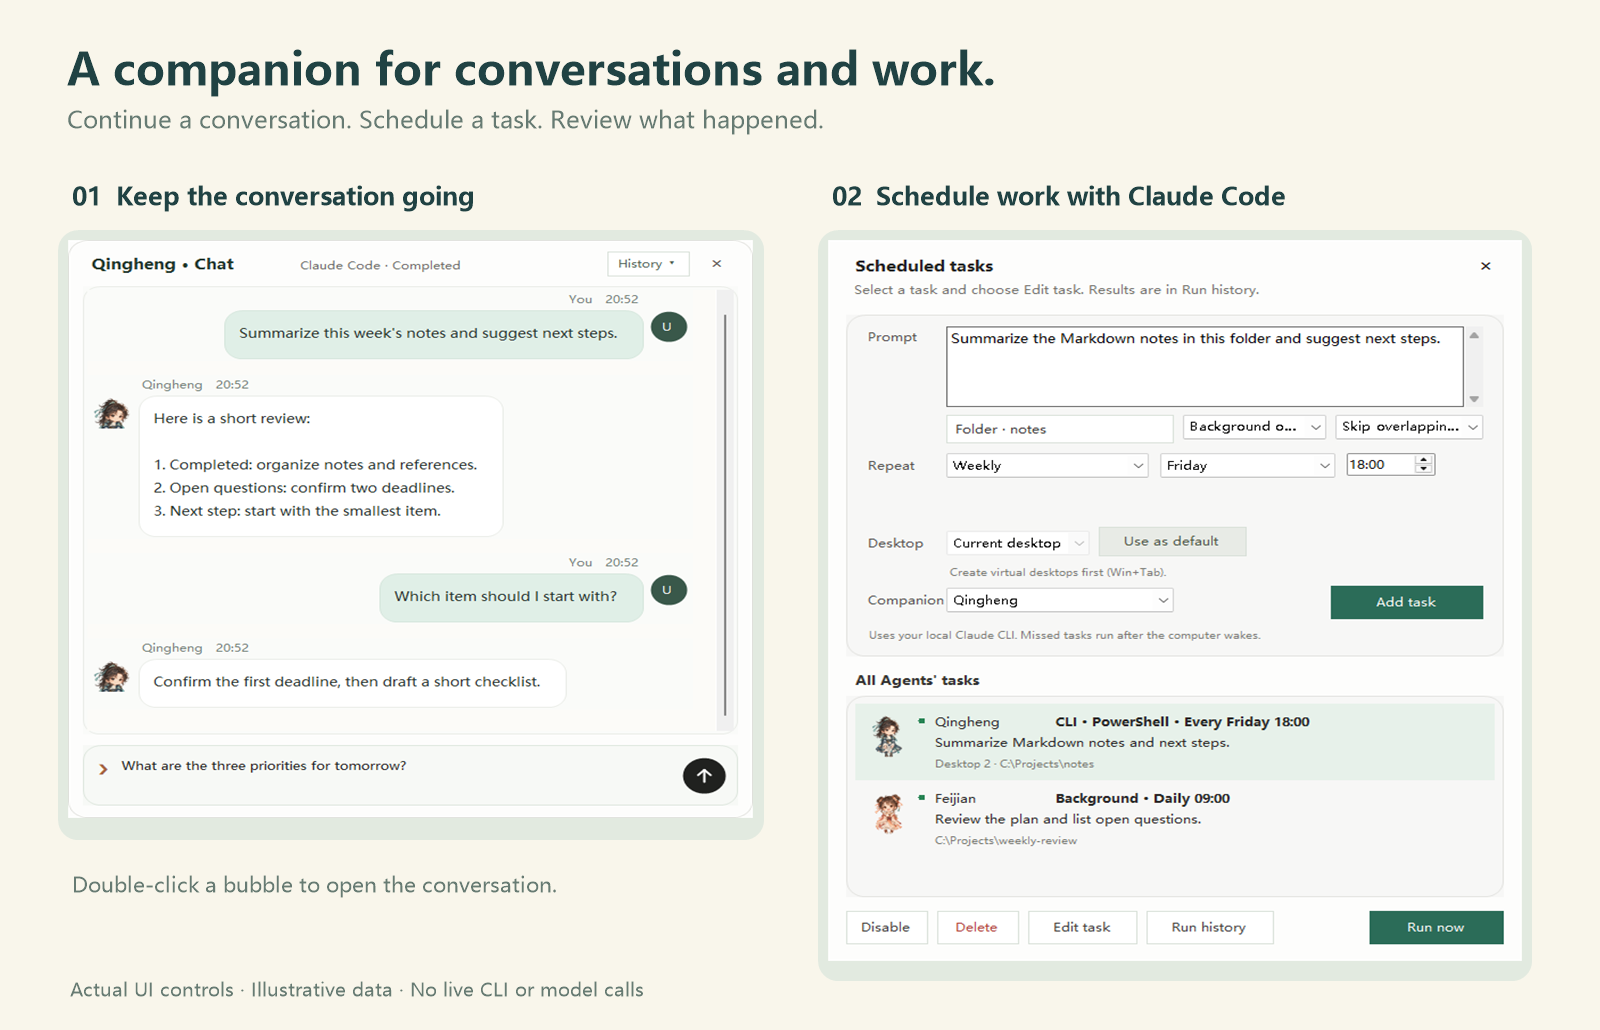 A companion for conversations and work.
Continue a conversation. Schedule a task. Review what happened.
01 Keep the conversation going
Qingheng • Chat
Claude Code · Completed
History
×
You 20:52
Summarize this week's notes and suggest next steps.
U
Qingheng 20:52
Here is a short review:
1. Completed: organize notes and references.
2. Open questions: confirm two deadlines.
3. Next step: start with the smallest item.
You 20:52
Which item should I start with?
U
Qingheng 20:52
Confirm the first deadline, then draft a short checklist.
What are the three priorities for tomorrow?
Double-click a bubble to open the conversation.
02 Schedule work with Claude Code
Scheduled tasks
×
Select a task and choose Edit task. Results are in Run history.
Prompt
Summarize the Markdown notes in this folder and suggest next steps.
Folder · notes
Background o...
Skip overlappin...
Repeat
Weekly
Friday
18:00
Desktop
Current desktop
Use as default
Create virtual desktops first (Win+Tab).
Companion
Qingheng
Add task
Uses your local Claude CLI. Missed tasks run after the computer wakes.
All Agents' tasks
Qingheng CLI • PowerShell • Every Friday 18:00
Summarize Markdown notes and next steps.
Desktop 2 · C:\Projects\notes
Feijian Background • Daily 09:00
Review the plan and list open questions.
C:\Projects\weekly-review
Disable
Delete
Edit task
Run history
Run now
Actual UI controls · Illustrative data · No live CLI or model calls